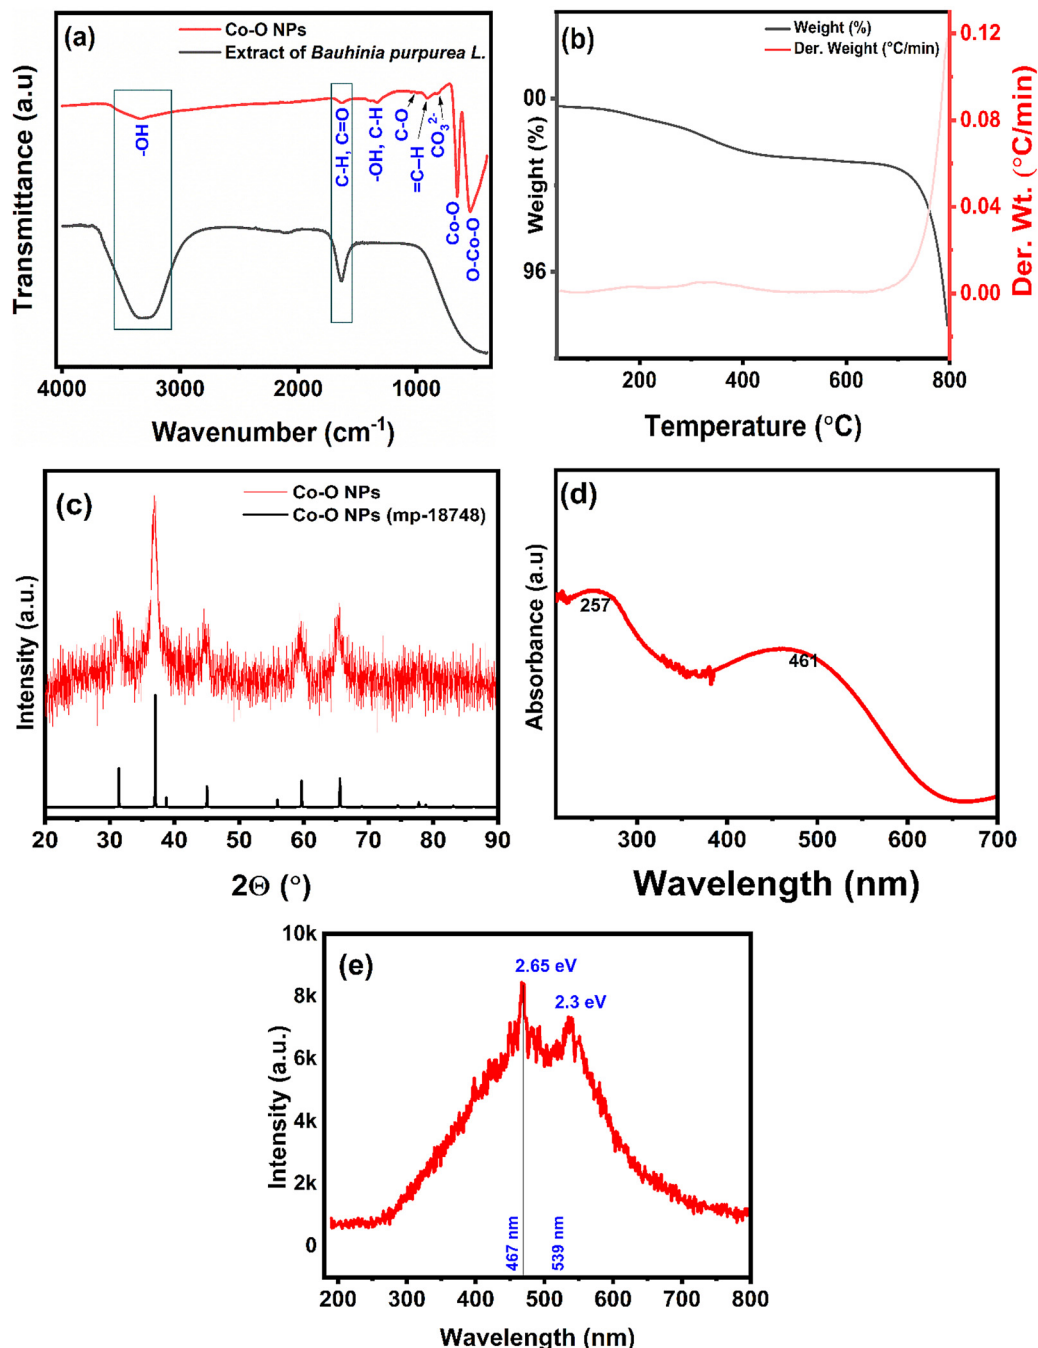 (a)
Co-O NPs
Extract of Bauhinia purpurea L.
-OH
C-H, C=O
-OH, C-H
C-O
=C-H
CO₃²⁻
Co-O
O-Co-O
Transmittance (a.u)
4000 3000 2000 1000
Wavenumber (cm⁻¹)
(b)
Weight (%)
Der. Weight (°C/min)
00
96
Weight (%)
0.12
0.08
0.04
0.00
Der. Wt. (°C/min)
200 400 600 800
Temperature (°C)
(c)
Co-O NPs
Co-O NPs (mp-18748)
Intensity (a.u.)
20 30 40 50 60 70 80 90
2Θ (°)
(d)
257
461
Absorbance (a.u)
300 400 500 600 700
Wavelength (nm)
(e)
2.65 eV
2.3 eV
467 nm
539 nm
10k
8k
6k
4k
2k
0
Intensity (a.u.)
200 300 400 500 600 700 800
Wavelength (nm)